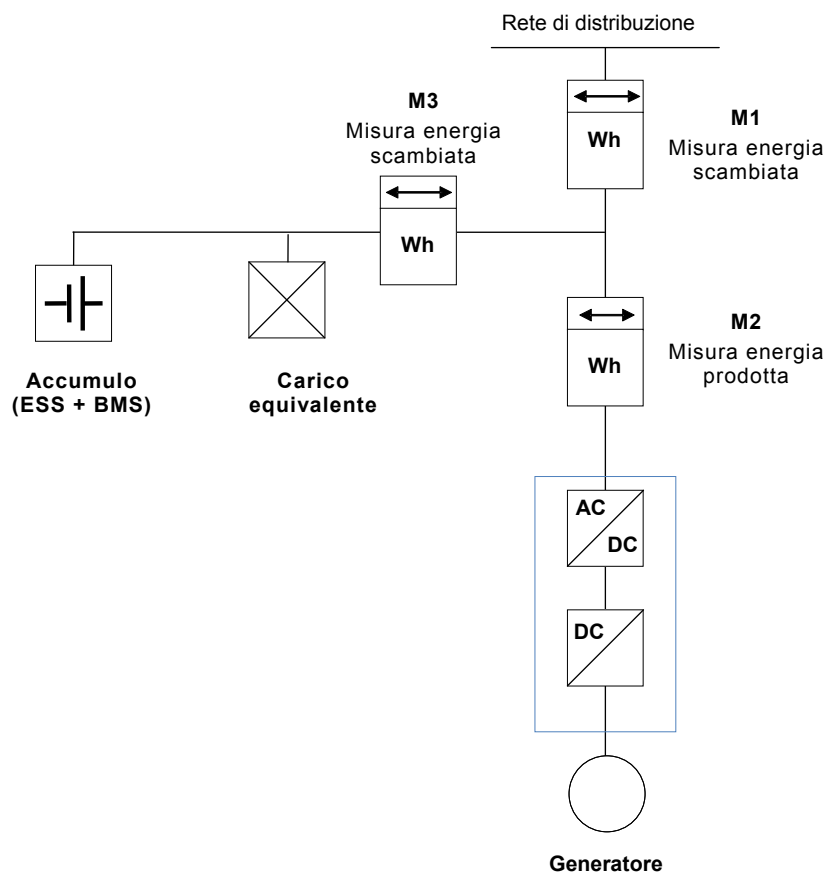 Rete di distribuzione
M3
Misura energia
scambiata
Wh
M1
Misura energia
scambiata
Wh
Wh
M2
Misura energia
prodotta
Accumulo
(ESS + BMS)
Carico
equivalente
AC
DC
DC
Generatore